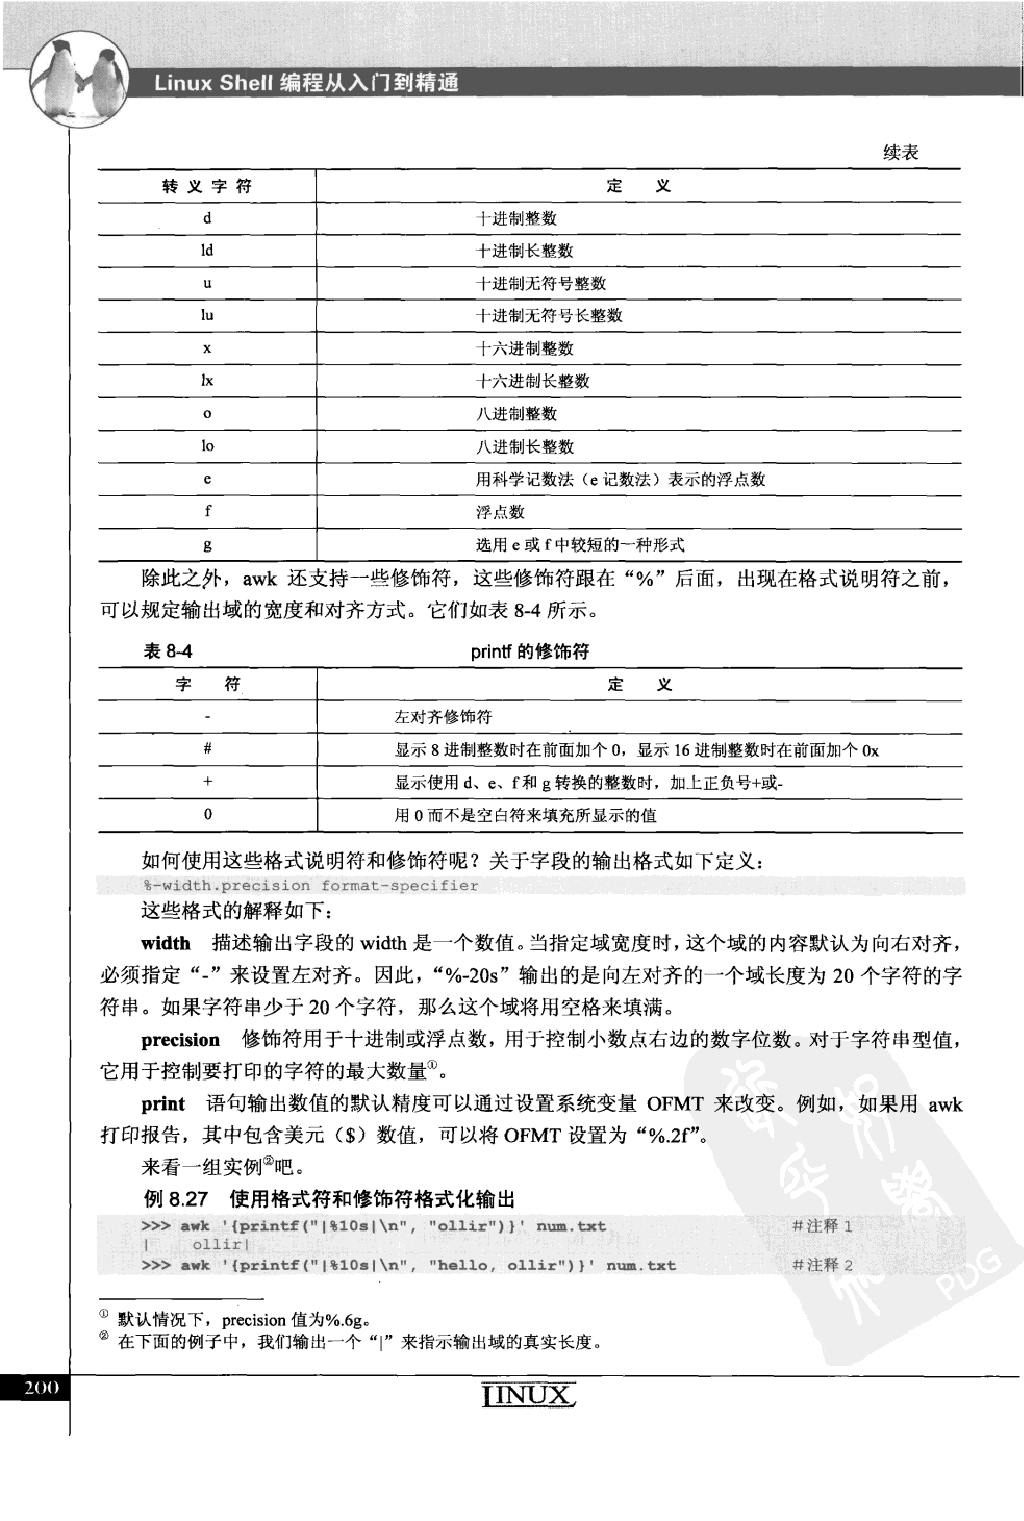 Linux Shell 编程从入门到精通
续表
转 义 字 符 定 义
d 十进制整数
ld 十进制长整数
u 十进制无符号整数
lu 十进制无符号长整数
x 十六进制整数
lx 十六进制长整数
o 八进制整数
lo 八进制长整数
e 用科学记数法（e 记数法）表示的浮点数
f 浮点数
g 选用 e 或 f 中较短的一种形式
除此之外，awk 还支持一些修饰符，这些修饰符跟在“%”后面，出现在格式说明符之前，
可以规定输出域的宽度和对齐方式。它们如表 8-4 所示。
表 8-4 printf 的修饰符
字 符 定 义
- 左对齐修饰符
# 显示 8 进制整数时在前面加个 0，显示 16 进制整数时在前面加个 0x
+ 显示使用 d、e、f 和 g 转换的整数时，加上正负号+或-
0 用 0 而不是空白符来填充所显示的值
如何使用这些格式说明符和修饰符呢？关于字段的输出格式如下定义：
%-width.precision format-specifier
这些格式的解释如下：
width 描述输出字段的 width 是一个数值。当指定域宽度时，这个域的内容默认为向右对齐，
必须指定“-”来设置左对齐。因此，“%-20s”输出的是向左对齐的一个域长度为 20 个字符的字
符串。如果字符串少于 20 个字符，那么这个域将用空格来填满。
precision 修饰符用于十进制或浮点数，用于控制小数点右边的数字位数。对于字符串型值，
它用于控制要打印的字符的最大数量①。
print 语句输出数值的默认精度可以通过设置系统变量 OFMT 来改变。例如，如果用 awk
打印报告，其中包含美元（$）数值，可以将 OFMT 设置为“%.2f”。
来看一组实例②吧。
例 8.27 使用格式符和修饰符格式化输出
>>> awk '{printf("|%10s|\n", "ollir")}' num.txt #注释 1
|     ollir|
>>> awk '{printf("|%10s|\n", "hello, ollir")}' num.txt #注释 2
① 默认情况下，precision 值为%.6g。
② 在下面的例子中，我们输出一个“|”来指示输出域的真实长度。
200
LINUX
PDG